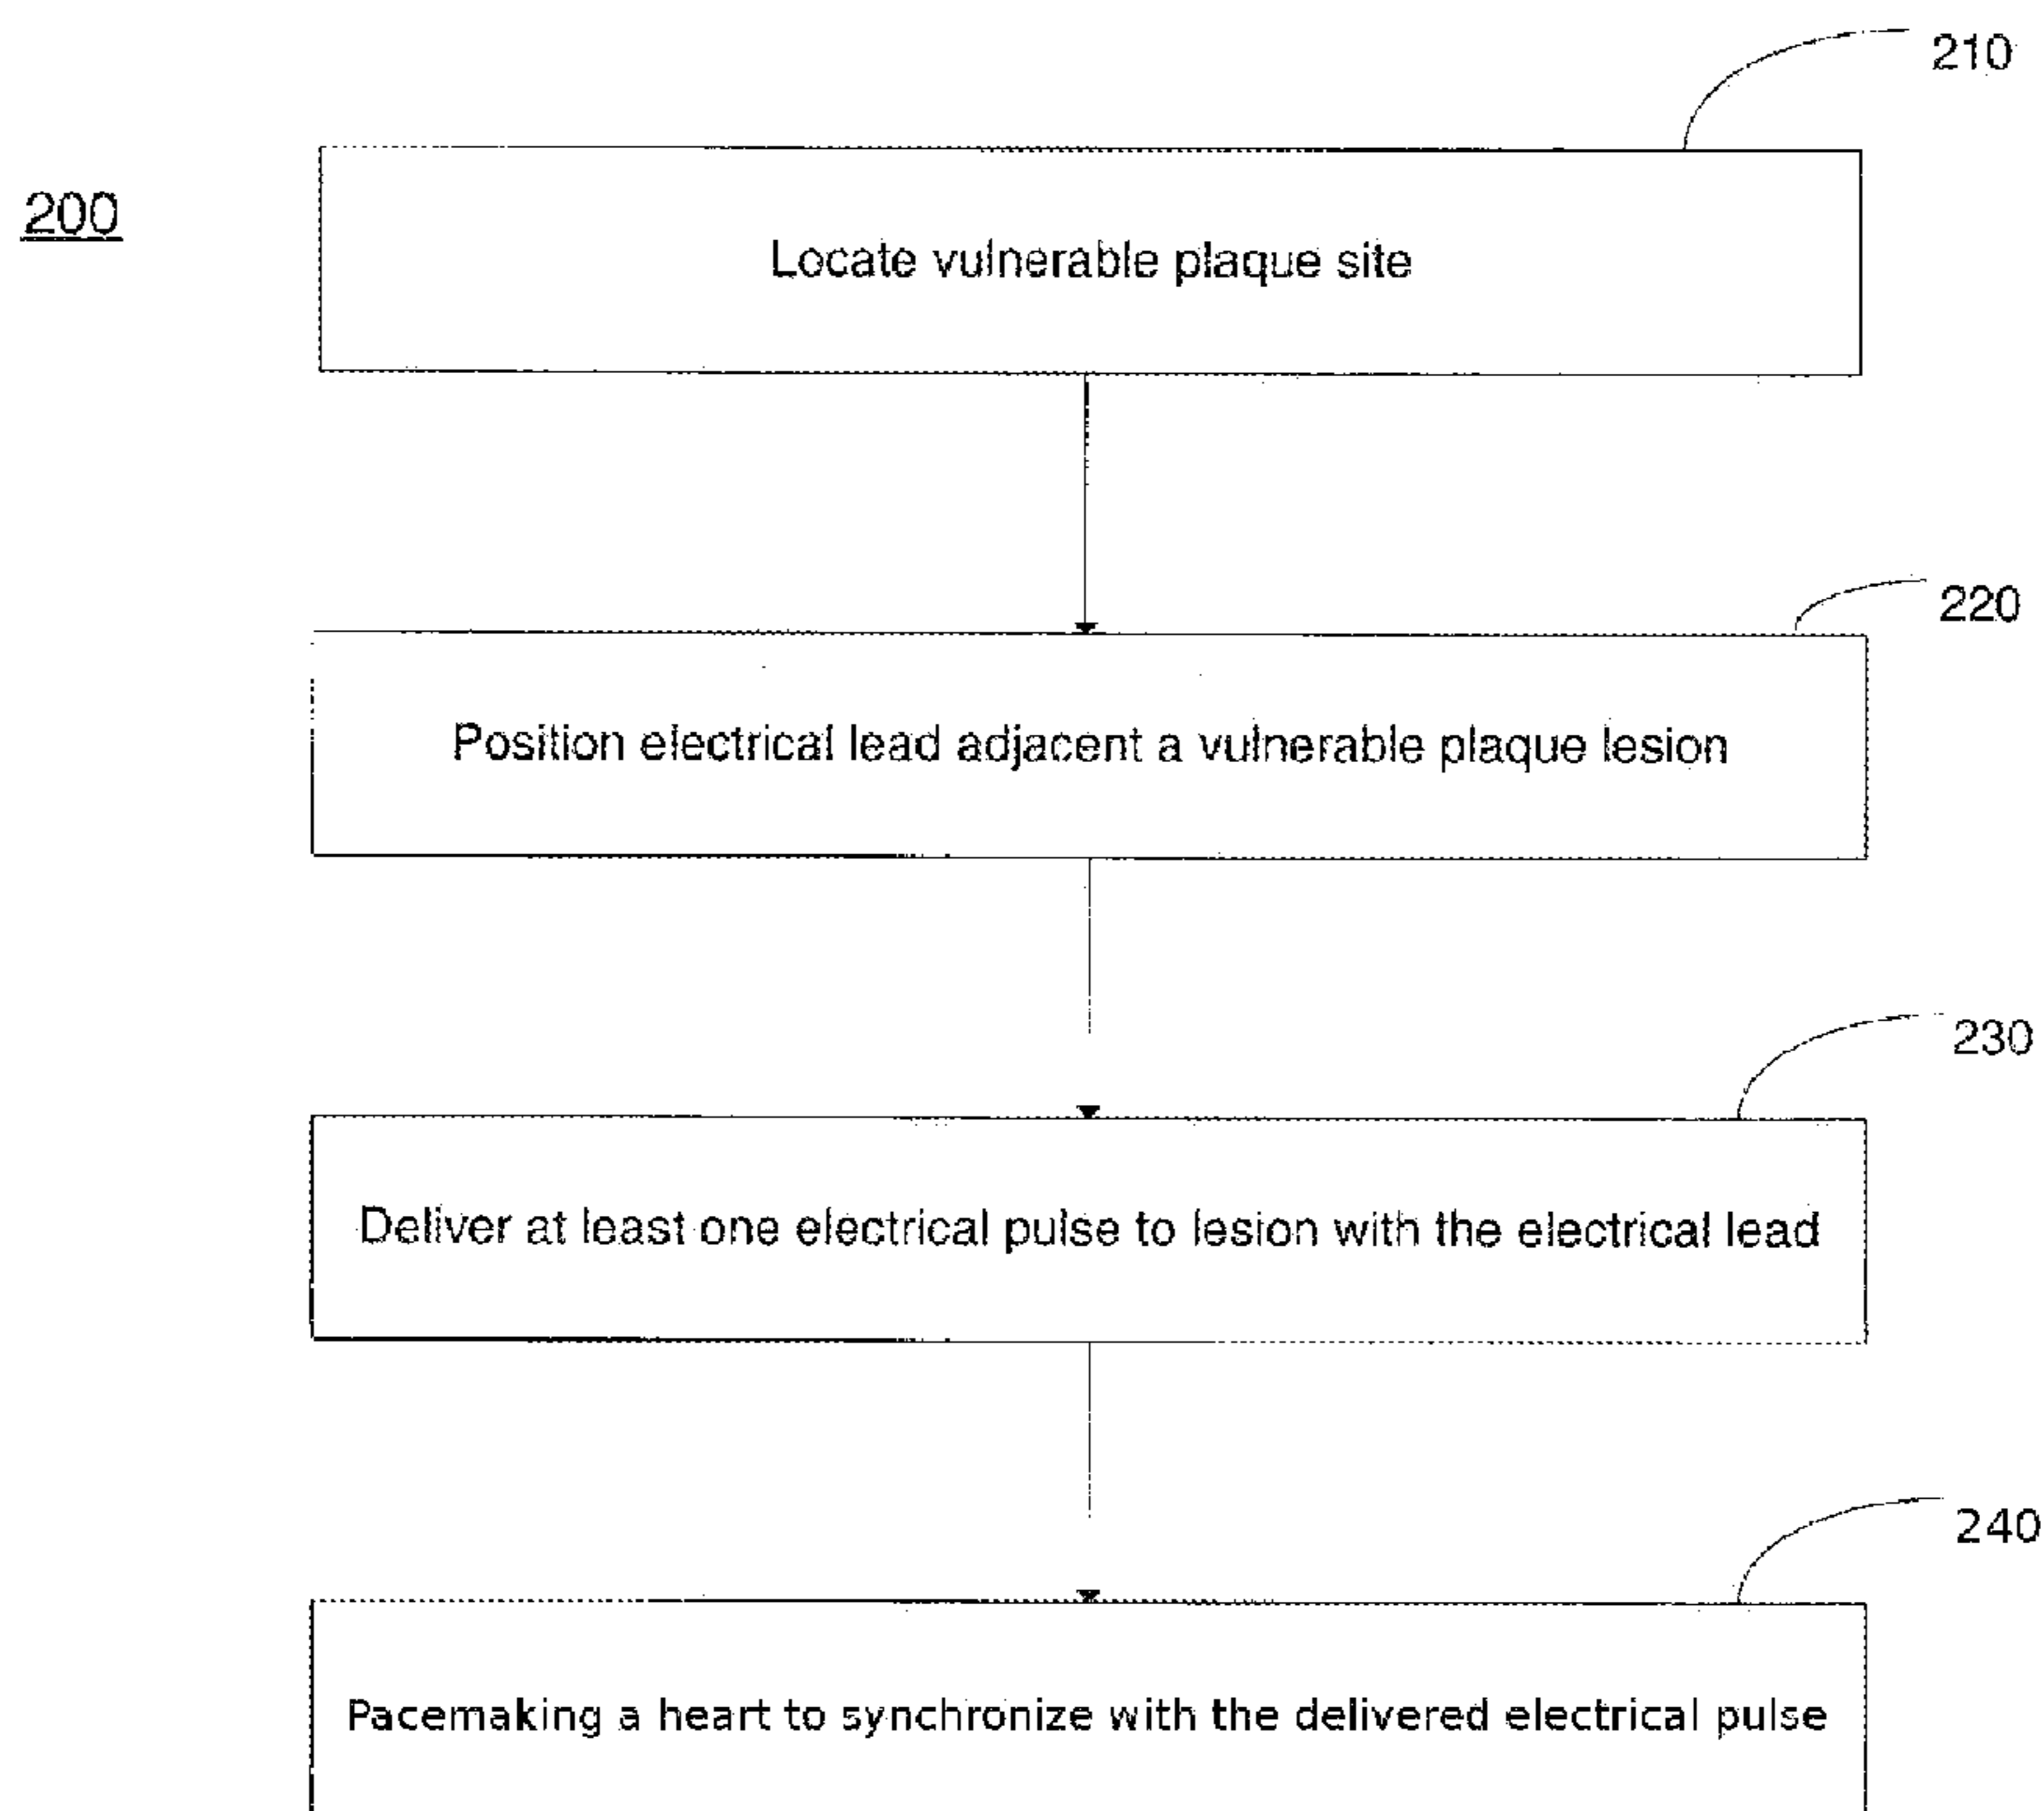 210
200
Locate vulnerable plaque site
220
Position electrical lead adjacent a vulnerable plaque lesion
230
Deliver at least one electrical pulse to lesion with the electrical lead
240
Pacemaking a heart to synchronize with the delivered electrical pulse